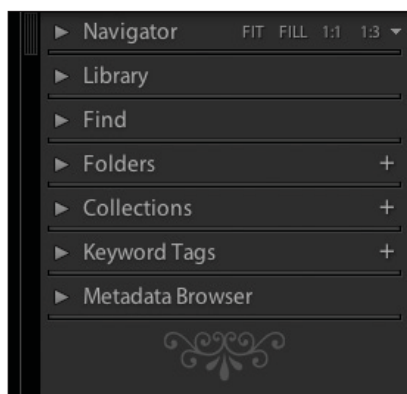 Navigator FIT FILL 1:1 1:3
Library
Find
Folders +
Collections +
Keyword Tags +
Metadata Browser